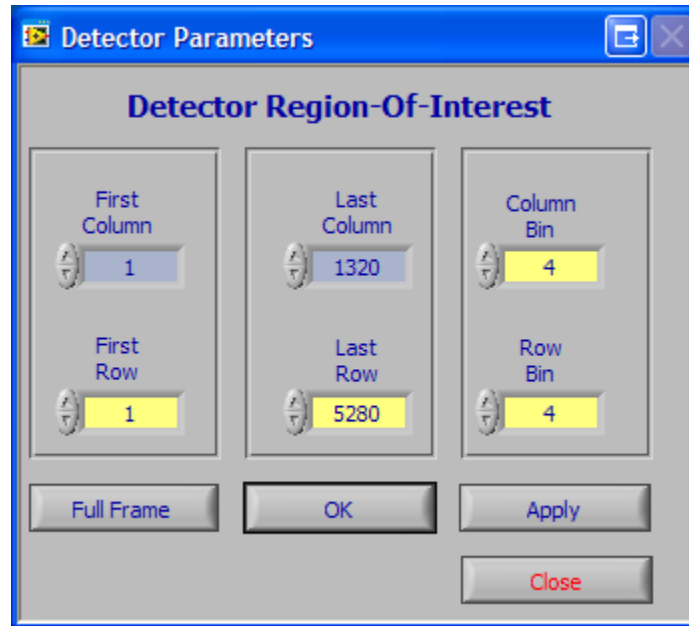 Detector Parameters
Detector Region-Of-Interest
First
Column
1
Last
Column
1320
Column
Bin
4
First
Row
1
Last
Row
5280
Row
Bin
4
Full Frame
OK
Apply
Close